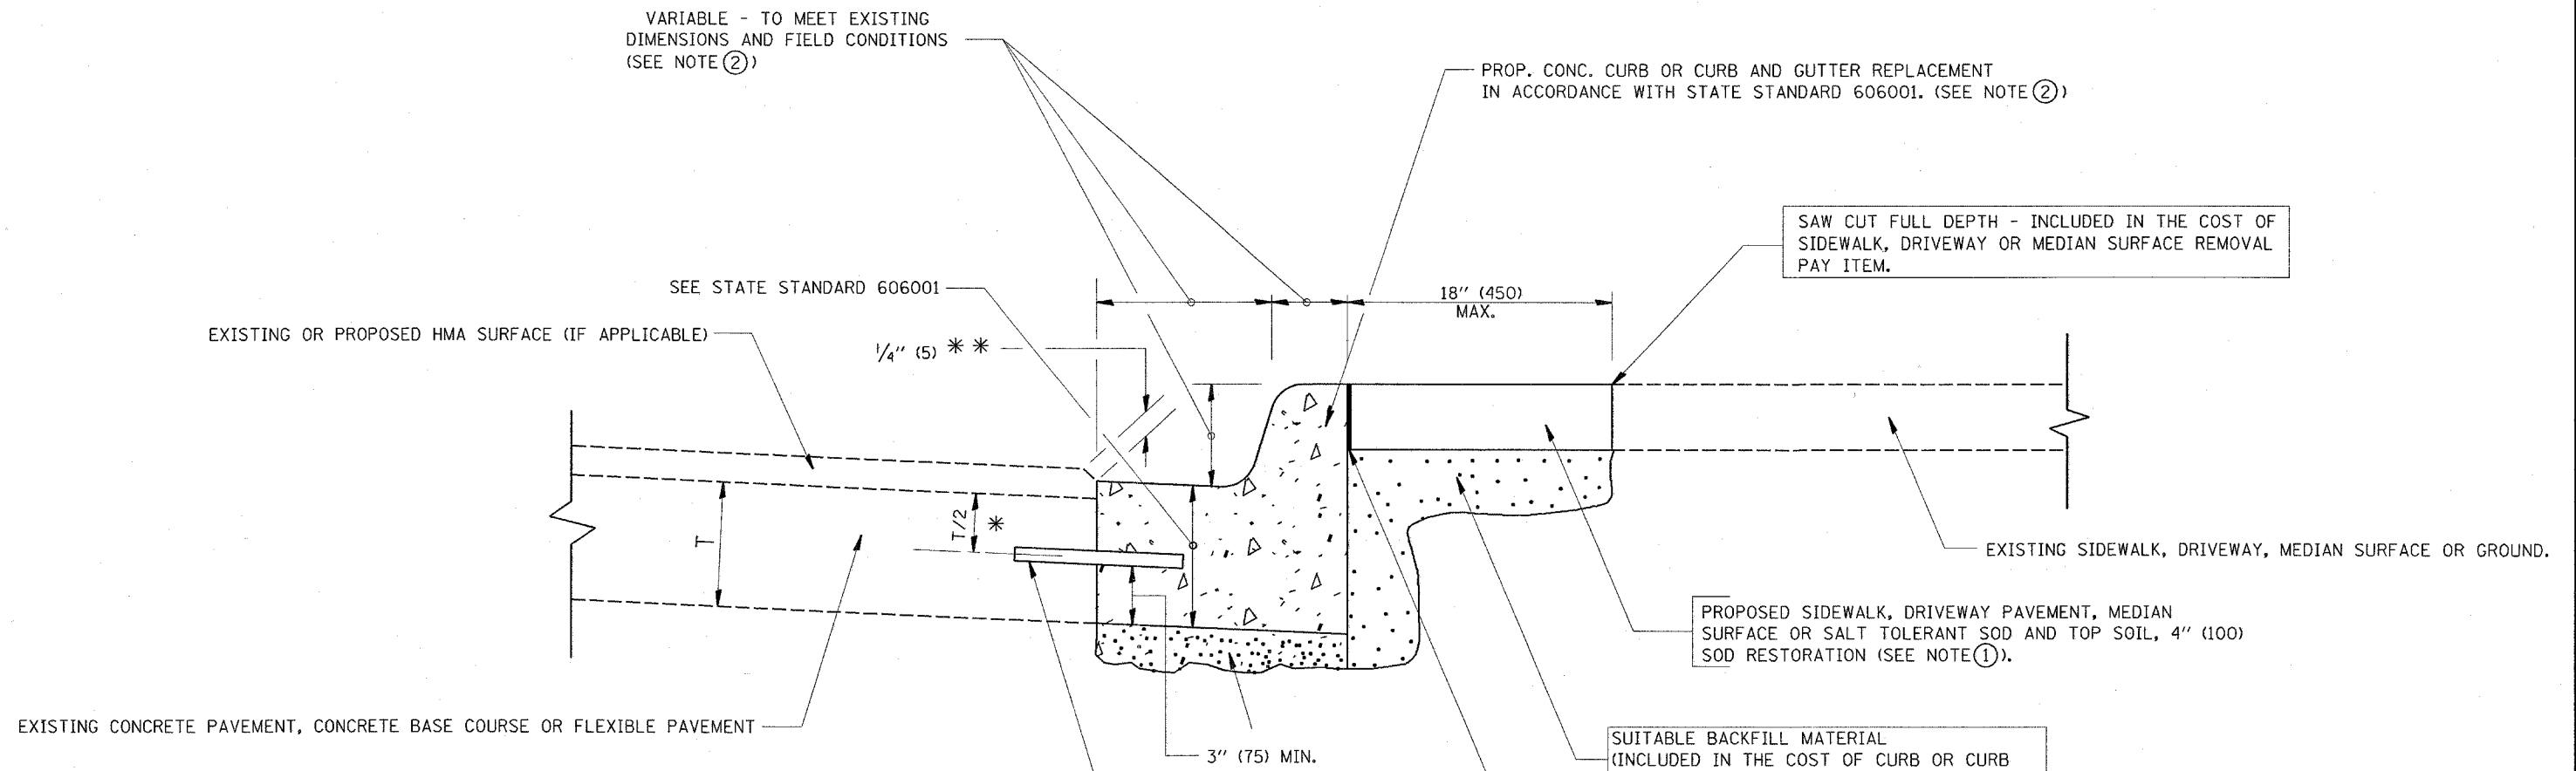 VARIABLE - TO MEET EXISTING
DIMENSIONS AND FIELD CONDITIONS
(SEE NOTE ②)
PROP. CONC. CURB OR CURB AND GUTTER REPLACEMENT
IN ACCORDANCE WITH STATE STANDARD 606001. (SEE NOTE ②)
SAW CUT FULL DEPTH - INCLUDED IN THE COST OF
SIDEWALK, DRIVEWAY OR MEDIAN SURFACE REMOVAL
PAY ITEM.
SEE STATE STANDARD 606001
18" (450)
MAX.
EXISTING OR PROPOSED HMA SURFACE (IF APPLICABLE)
1/4" (5) * *
T
T/2 *
EXISTING SIDEWALK, DRIVEWAY, MEDIAN SURFACE OR GROUND.
PROPOSED SIDEWALK, DRIVEWAY PAVEMENT, MEDIAN
SURFACE OR SALT TOLERANT SOD AND TOP SOIL, 4" (100)
SOD RESTORATION (SEE NOTE ①).
EXISTING CONCRETE PAVEMENT, CONCRETE BASE COURSE OR FLEXIBLE PAVEMENT
3" (75) MIN.
SUITABLE BACKFILL MATERIAL
(INCLUDED IN THE COST OF CURB OR CURB